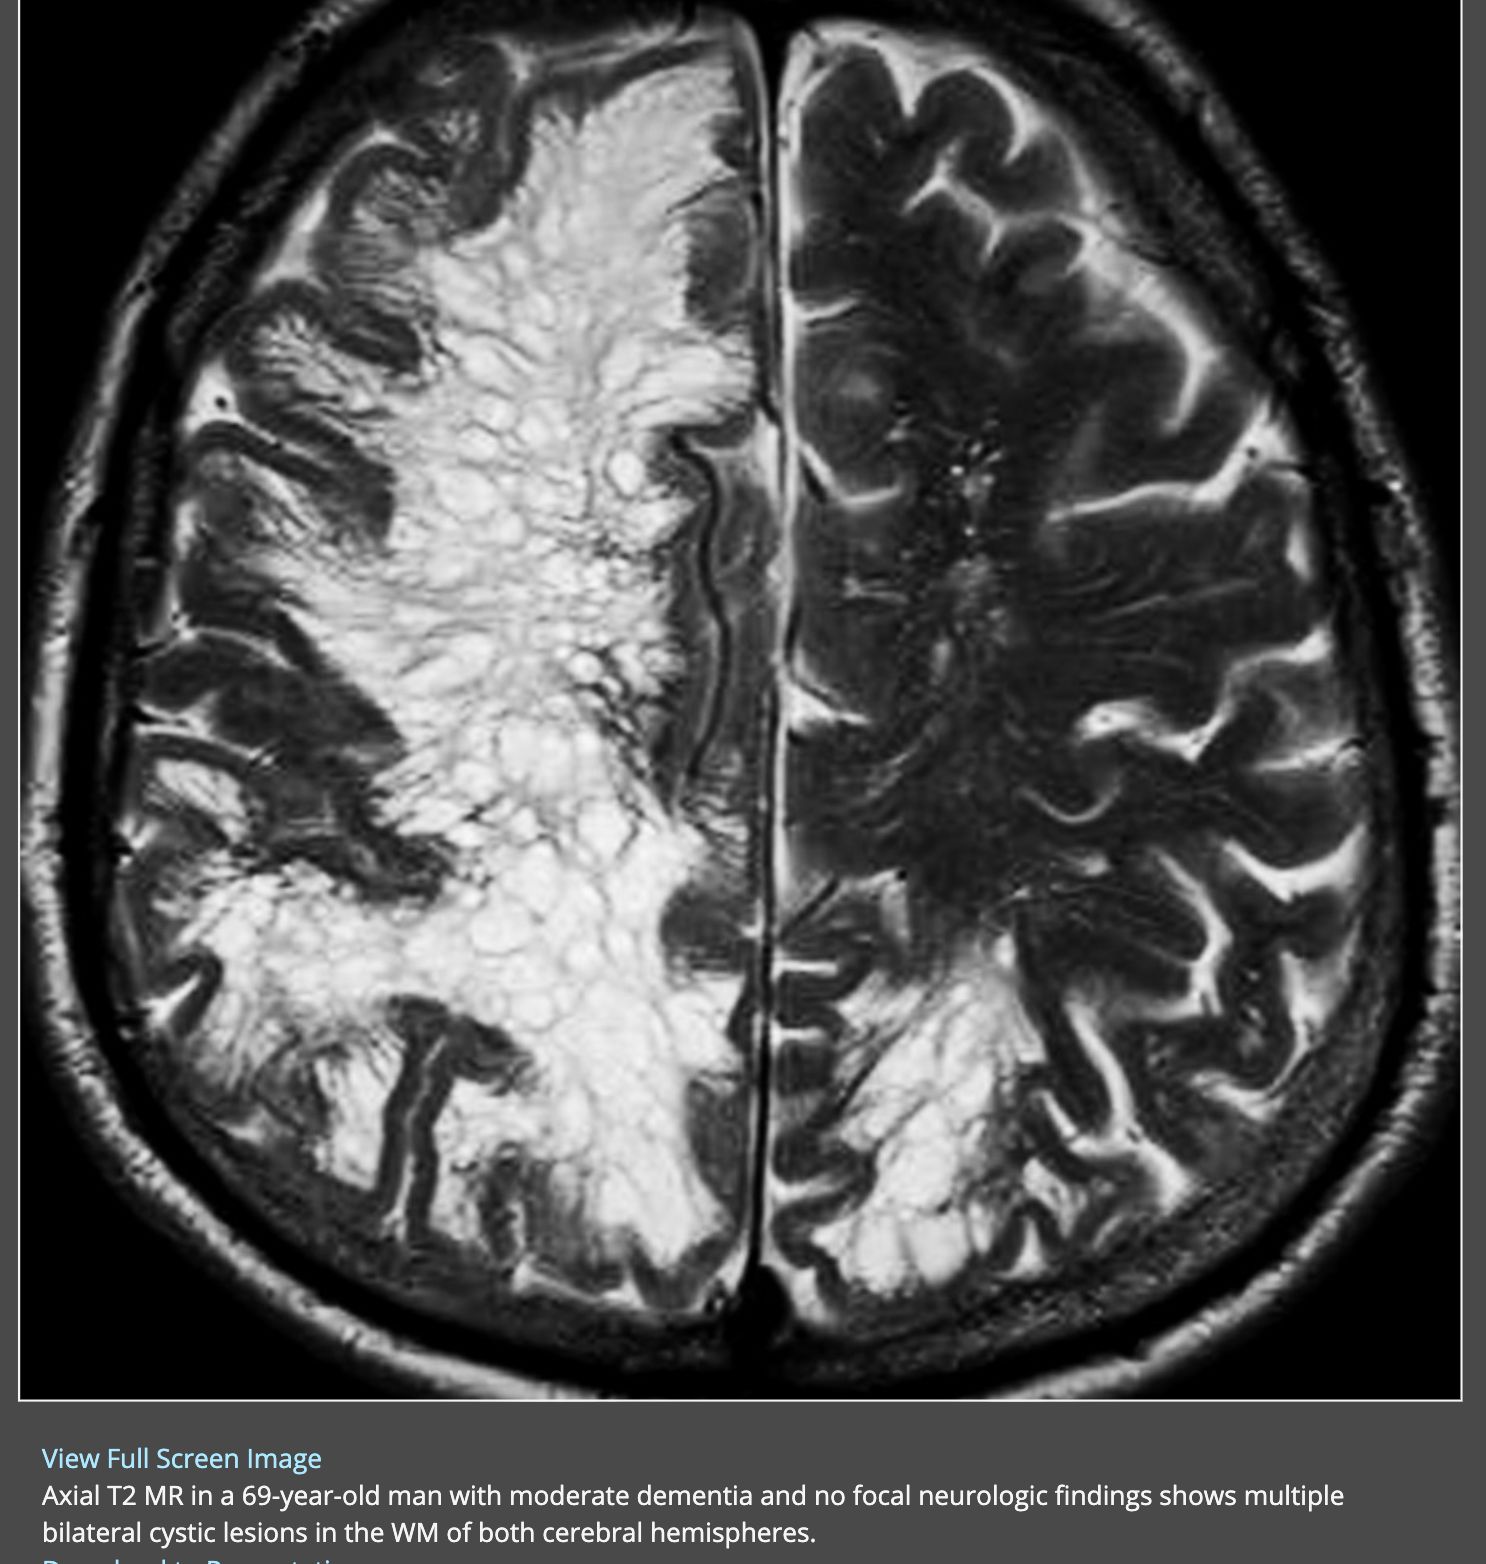 View Full Screen Image
Axial T2 MR in a 69-year-old man with moderate dementia and no focal neurologic findings shows multiple
bilateral cystic lesions in the WM of both cerebral hemispheres.